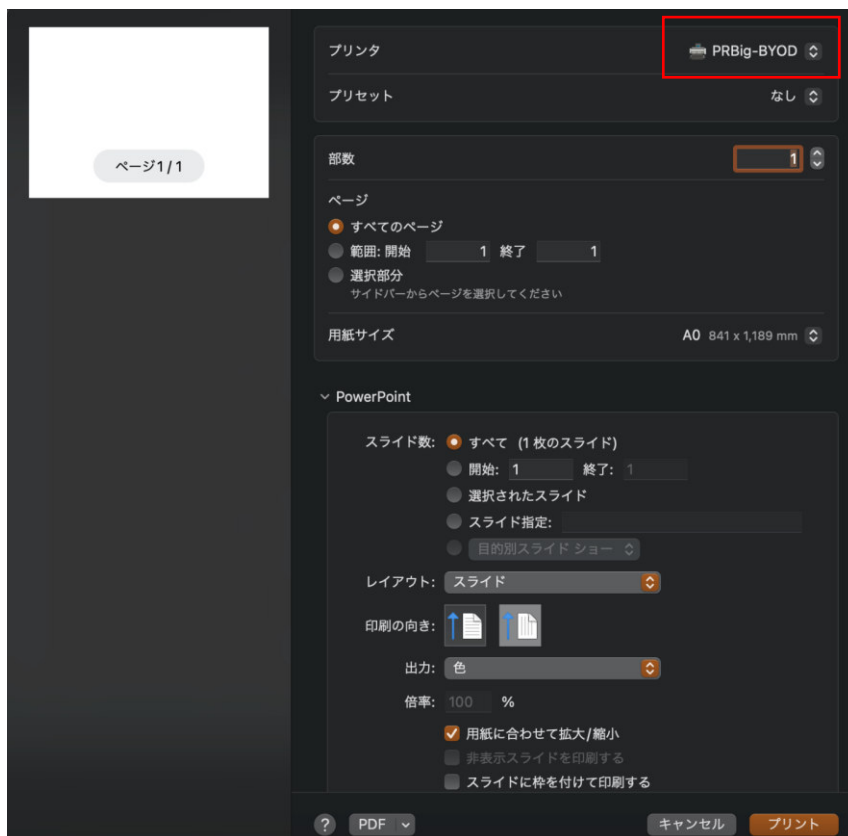 ページ1/1
プリンタ PRBig-BYOD
プリセット なし
部数 1
ページ
すべてのページ
範囲: 開始 1 終了 1
選択部分
サイドバーからページを選択してください
用紙サイズ A0 841 x 1,189 mm
PowerPoint
スライド数: すべて (1 枚のスライド)
開始: 1 終了: 1
選択されたスライド
スライド指定:
目的別スライド ショー
レイアウト: スライド
印刷の向き:
出力: 色
倍率: 100 %
用紙に合わせて拡大/縮小
非表示スライドを印刷する
スライドに枠を付けて印刷する
? PDF キャンセル プリント